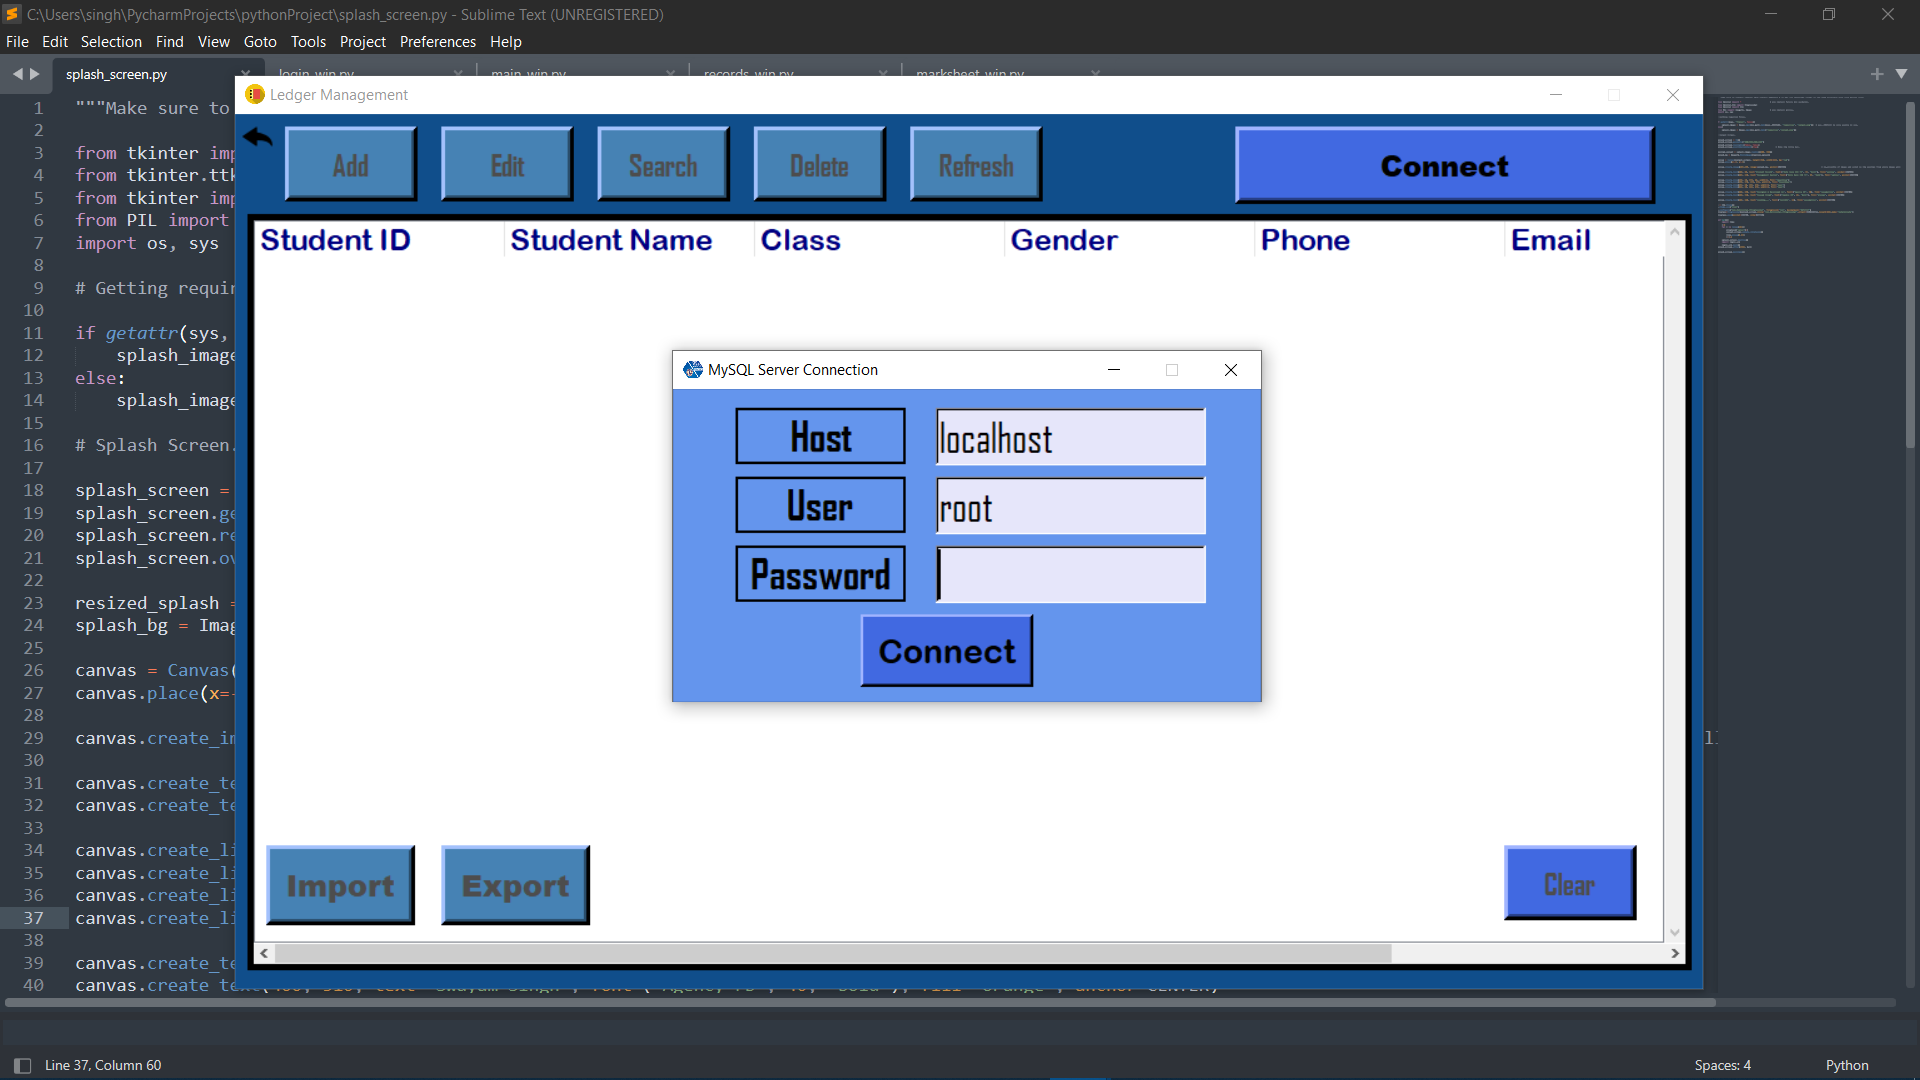 C:\Users\singh\PycharmProjects\pythonProject\splash_screen.py - Sublime Text (UNREGISTERED)
File Edit Selection Find View Goto Tools Project Preferences Help
splash_screen.py login_win.py main_win.py records_win.py marksheet_win.py
Ledger Management
Add Edit Search Delete Refresh Connect
Student ID Student Name Class Gender Phone Email
MySQL Server Connection
Host localhost
User root
Password
Connect
Import Export Clear
1 """Make sure to
2
3 from tkinter imp
4 from tkinter.ttk
5 from tkinter imp
6 from PIL import
7 import os, sys
8
9 # Getting requir
10
11 if getattr(sys,
12 splash_image
13 else:
14 splash_image
15
16 # Splash Screen.
17
18 splash_screen =
19 splash_screen.ge
20 splash_screen.re
21 splash_screen.ov
22
23 resized_splash =
24 splash_bg = Imag
25
26 canvas = Canvas(
27 canvas.place(x=-
28
29 canvas.create_im
30
31 canvas.create_te
32 canvas.create_te
33
34 canvas.create_li
35 canvas.create_li
36 canvas.create_li
37 canvas.create_li
38
39 canvas.create_te
40 canvas.create_te
Line 37, Column 60 Spaces: 4 Python